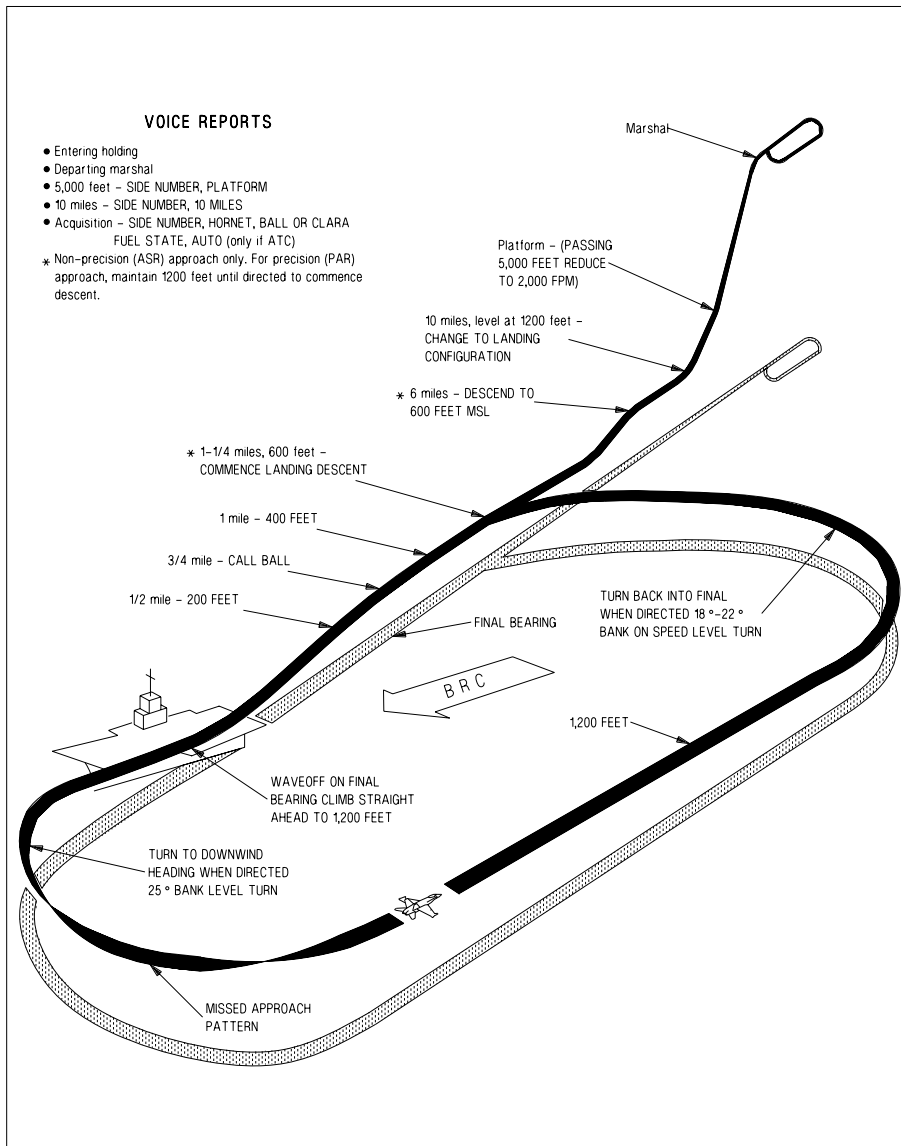 VOICE REPORTS
● Entering holding
● Departing marshal
● 5,000 feet – SIDE NUMBER, PLATFORM
● 10 miles – SIDE NUMBER, 10 MILES
● Acquisition – SIDE NUMBER, HORNET, BALL OR CLARA
FUEL STATE, AUTO (only if ATC)
* Non-precision (ASR) approach only. For precision (PAR)
approach, maintain 1200 feet until directed to commence
descent.
Marshal
Platform – (PASSING
5,000 FEET REDUCE
TO 2,000 FPM)
10 miles, level at 1200 feet –
CHANGE TO LANDING
CONFIGURATION
* 6 miles – DESCEND TO
600 FEET MSL
* 1-1/4 miles, 600 feet –
COMMENCE LANDING DESCENT
1 mile – 400 FEET
3/4 mile – CALL BALL
1/2 mile – 200 FEET
FINAL BEARING
TURN BACK INTO FINAL
WHEN DIRECTED 18 °–22 °
BANK ON SPEED LEVEL TURN
BRC
1,200 FEET
WAVEOFF ON FINAL
BEARING CLIMB STRAIGHT
AHEAD TO 1,200 FEET
TURN TO DOWNWIND
HEADING WHEN DIRECTED
25 ° BANK LEVEL TURN
MISSED APPROACH
PATTERN